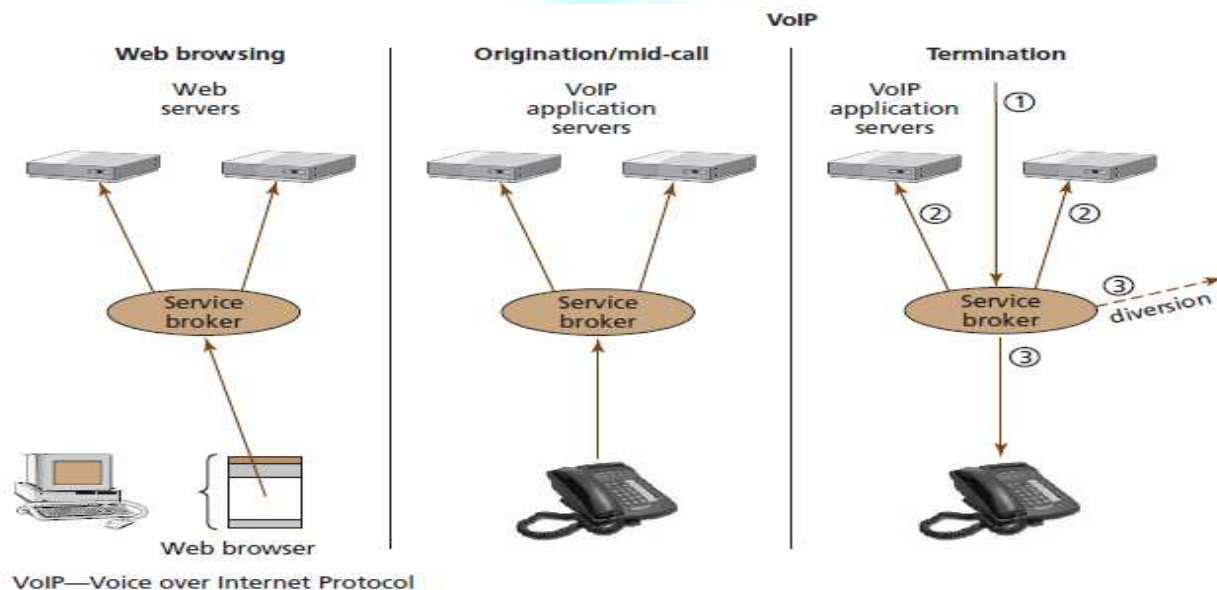 VoIP
Web browsing
Web
servers
Service
broker
Web browser
Origination/mid-call
VoIP
application
servers
Service
broker
Termination
VoIP
application
servers
①
②
②
Service
broker
③
diversion
③
VoIP—Voice over Internet Protocol